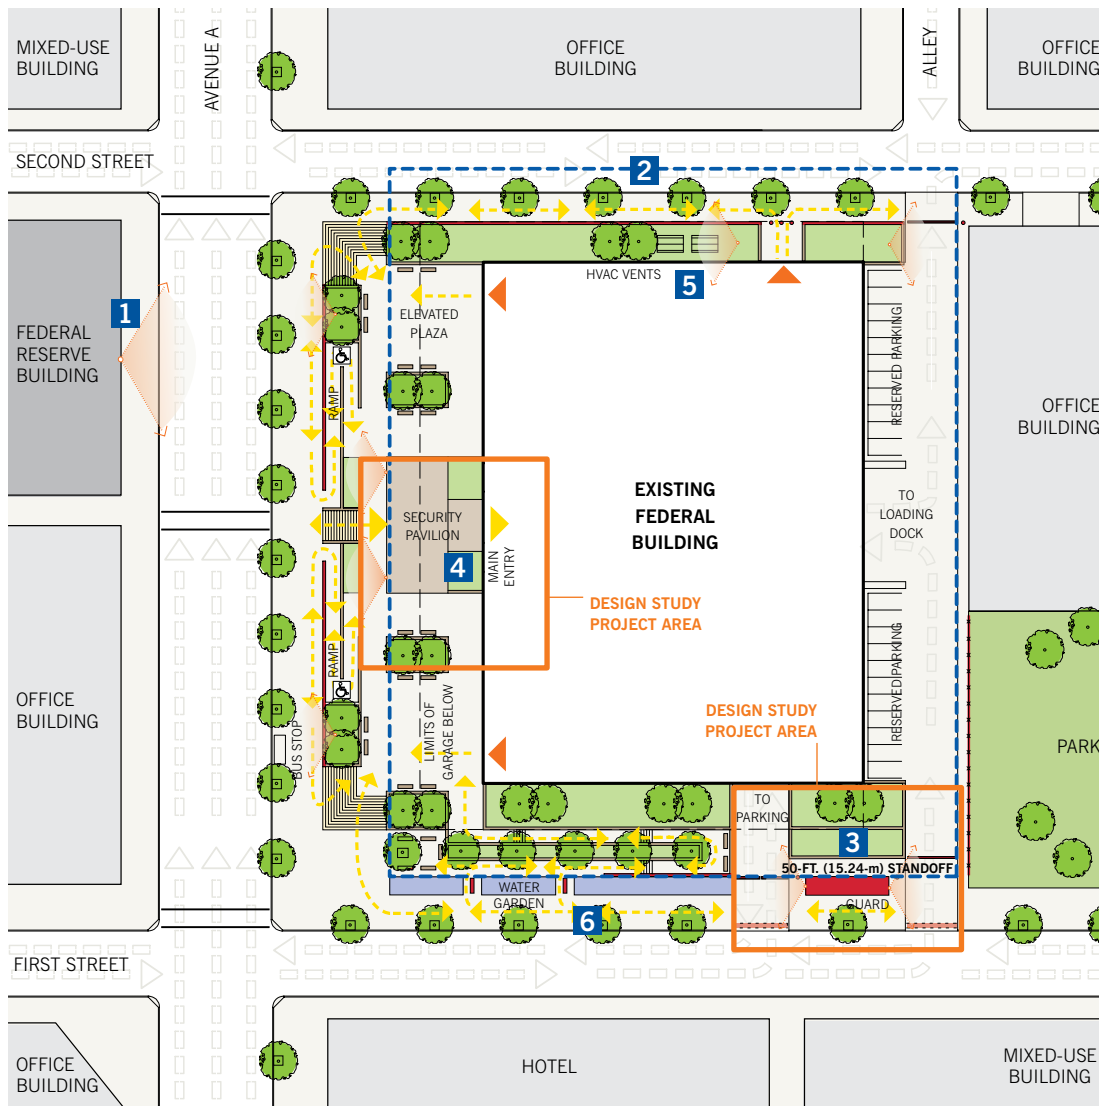 MIXED-USE
BUILDING
AVENUE A
OFFICE
BUILDING
ALLEY
OFFICE
BUILDING
SECOND STREET
2
1
FEDERAL
RESERVE
BUILDING
HVAC VENTS
5
ELEVATED
PLAZA
RAMP
RESERVED PARKING
OFFICE
BUILDING
EXISTING
FEDERAL
BUILDING
SECURITY
PAVILION
4
MAIN
ENTRY
TO
LOADING
DOCK
DESIGN STUDY
PROJECT AREA
OFFICE
BUILDING
RAMP
BUS STOP
LIMITS OF
GARAGE BELOW
DESIGN STUDY
PROJECT AREA
RESERVED PARKING
PARK
TO
PARKING
3
50-FT. (15.24-m) STANDOFF
WATER
GARDEN
6
GUARD
FIRST STREET
OFFICE
BUILDING
HOTEL
MIXED-USE
BUILDING